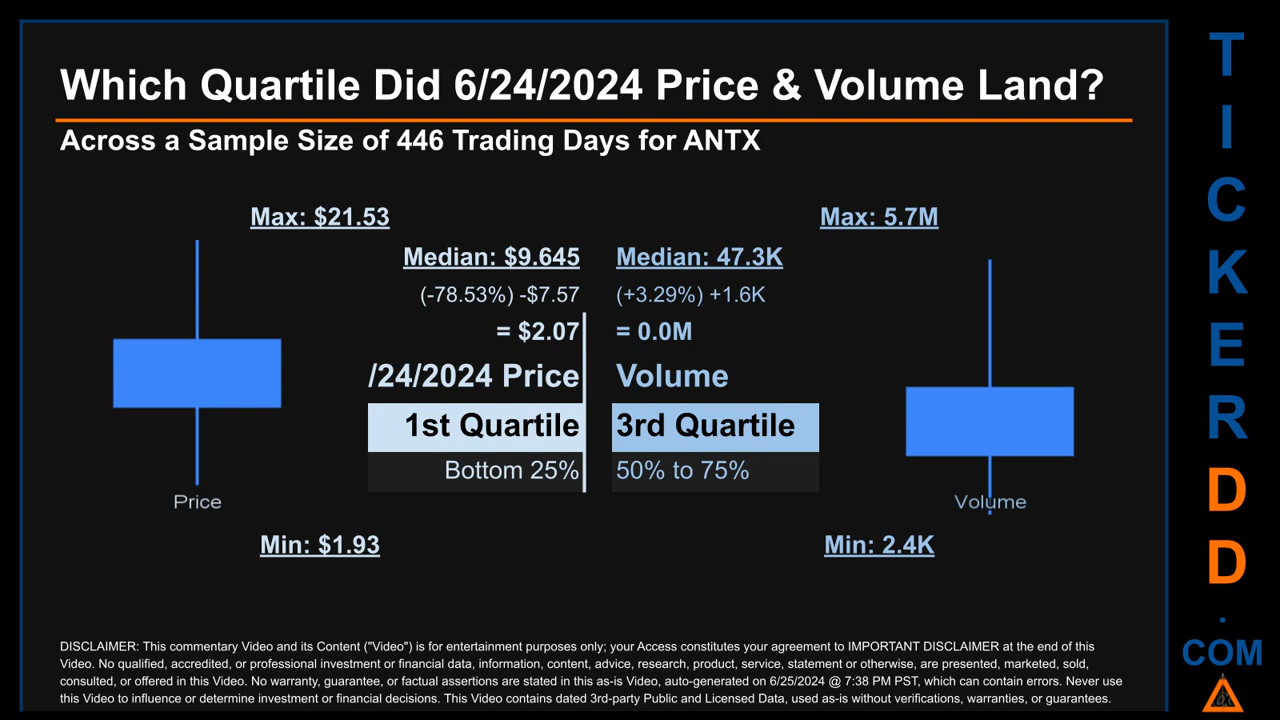 Which Quartile Did 6/24/2024 Price & Volume Land?
Across a Sample Size of 446 Trading Days for ANTX
Max: $21.53
Max: 5.7M
Median: $9.645
Median: 47.3K
(-78.53%) -$7.57
(+3.29%) +1.6K
= $2.07
= 0.0M
/24/2024 Price
Volume
1st Quartile
3rd Quartile
Bottom 25%
50% to 75%
Price
Volume
Min: $1.93
Min: 2.4K
DISCLAIMER: This commentary Video and its Content ("Video") is for entertainment purposes only; your Access constitutes your agreement to IMPORTANT DISCLAIMER at the end of this
Video. No qualified, accredited, or professional investment or financial data, information, content, advice, research, product, service, statement or otherwise, are presented, marketed, sold,
consulted, or offered in this Video. No warranty, guarantee, or factual assertions are stated in this as-is Video, auto-generated on 6/25/2024 @ 7:38 PM PST, which can contain errors. Never use
this Video to influence or determine investment or financial decisions. This Video contains dated 3rd-party Public and Licensed Data, used as-is without verifications, warranties, or guarantees.
T
I
C
K
E
R
D
D
.
COM